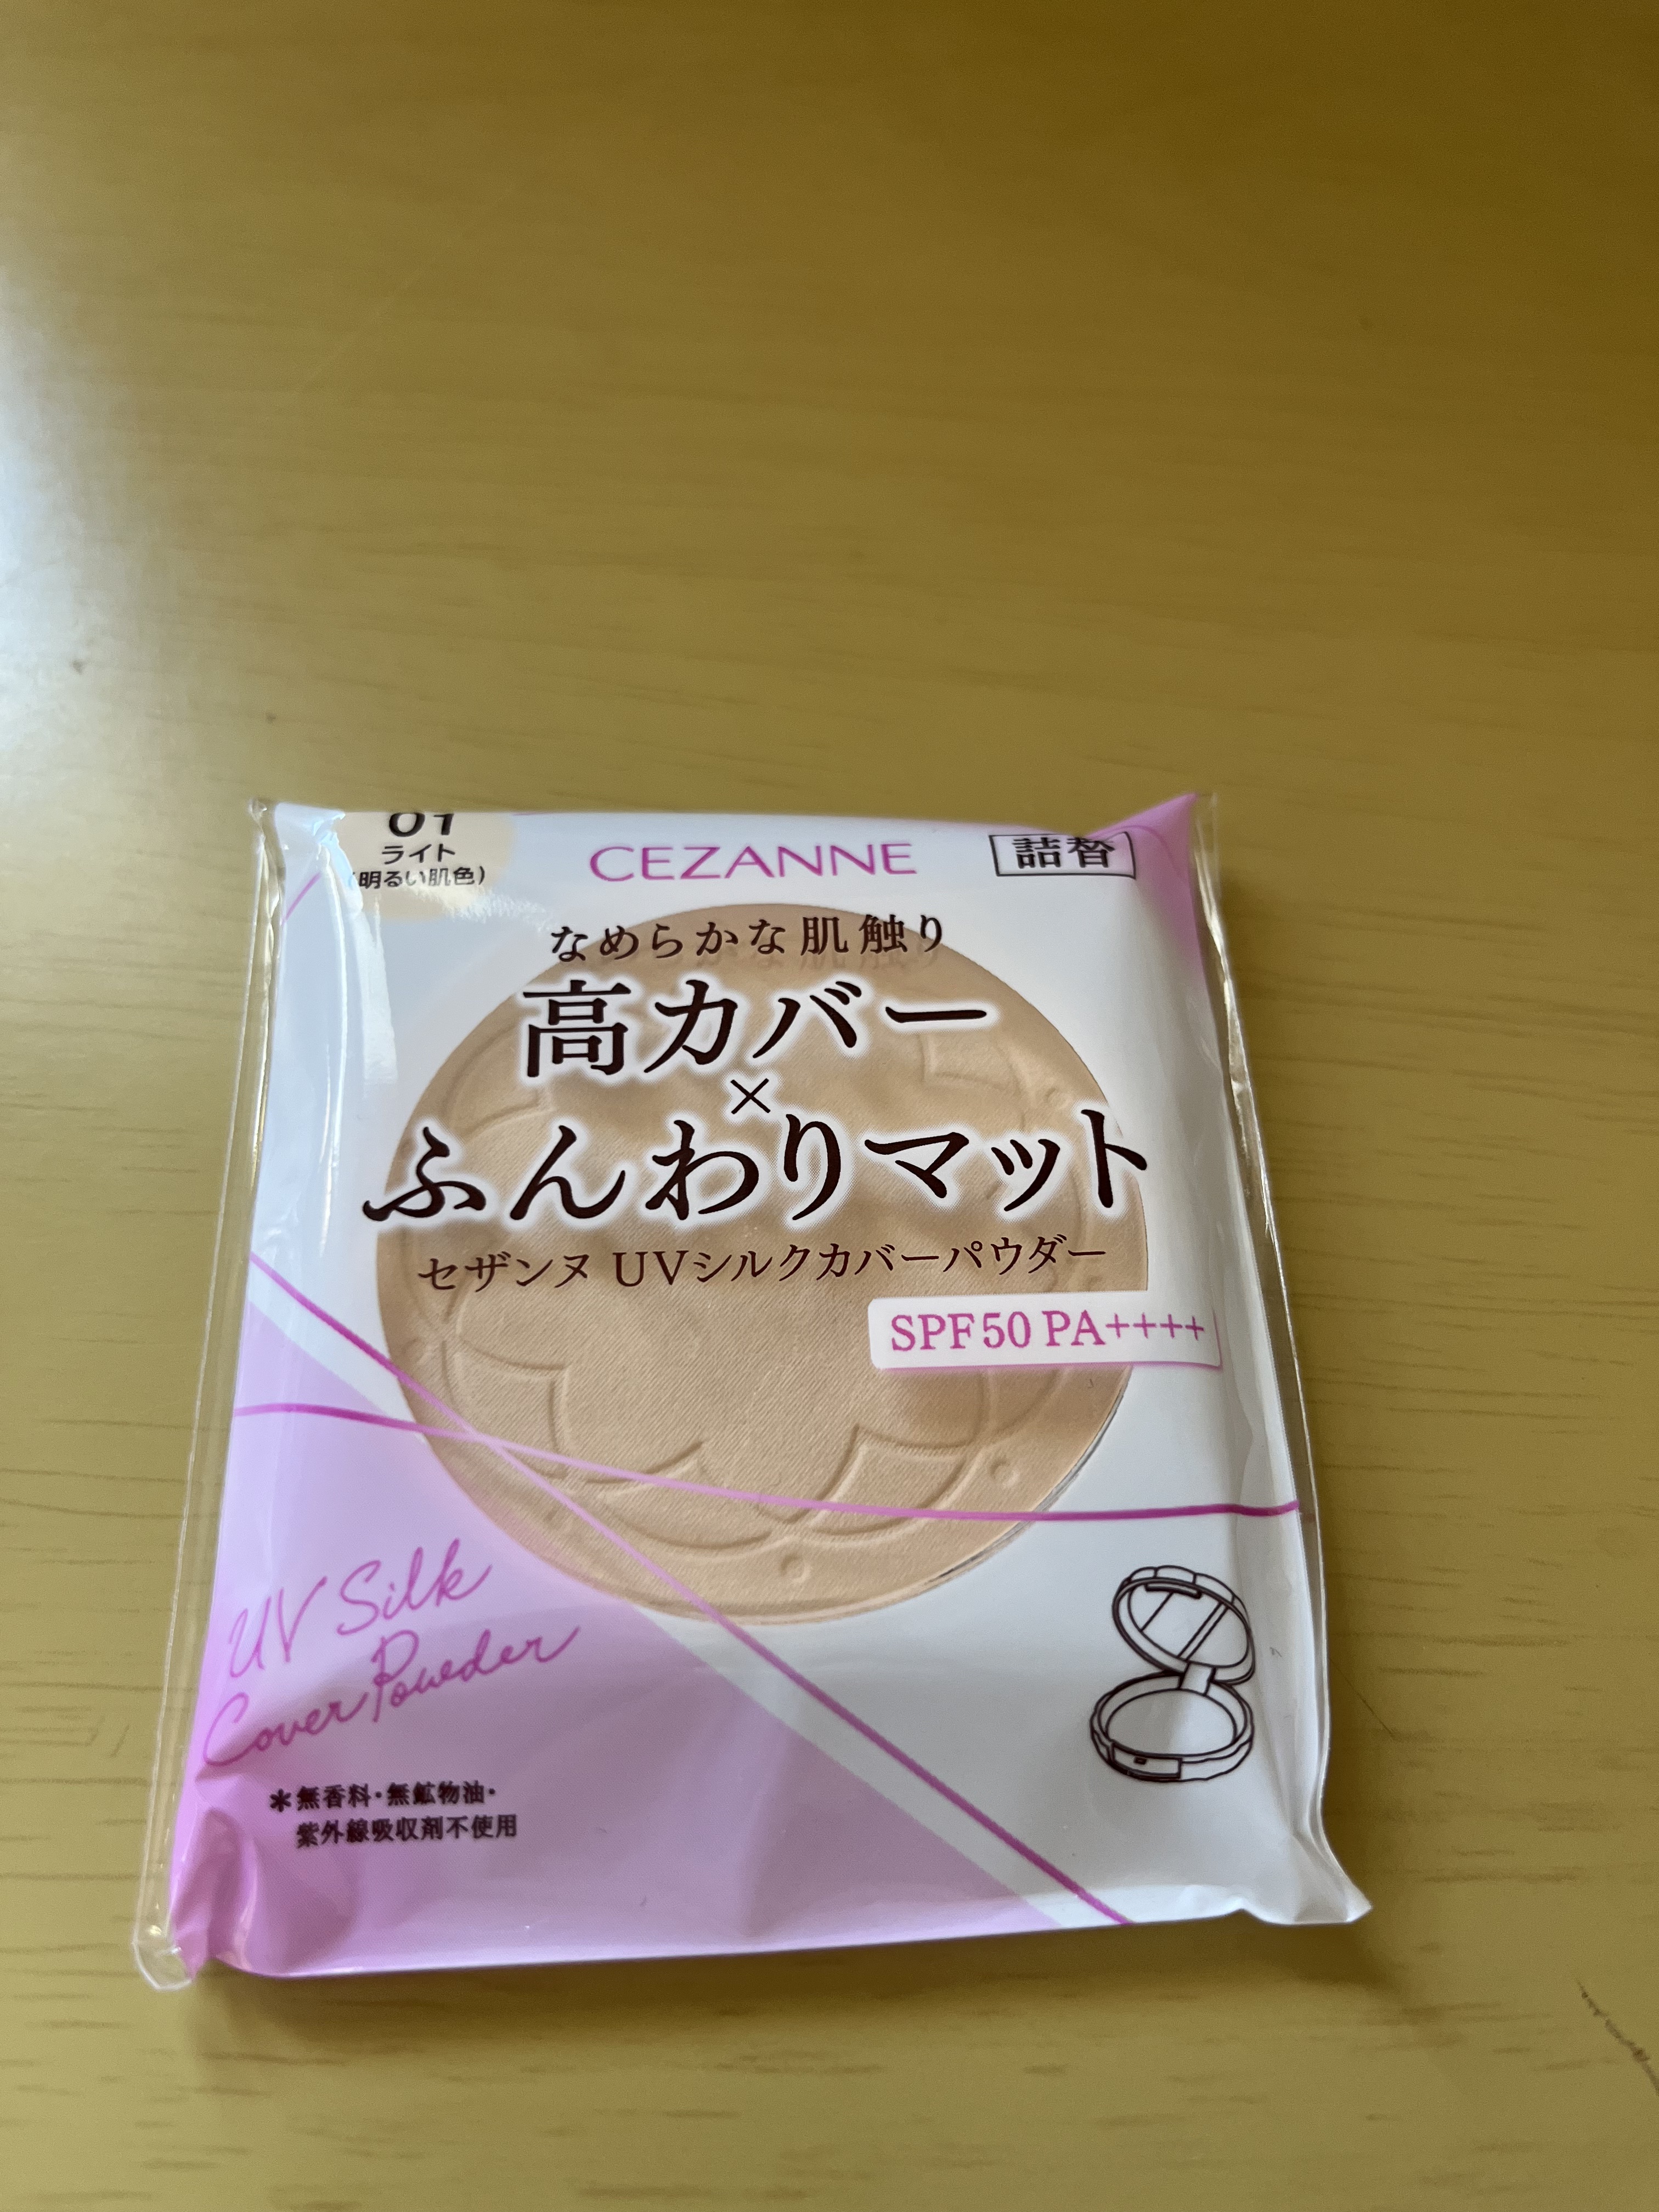 01
ライト
(明るい肌色)
CEZANNE
詰替
なめらかな肌触り
高カバー
×
ふんわりマット
セザンヌ UVシルクカバーパウダー
SPF50 PA++++
UV Silk
Cover Powder
＊無香料・無鉱物油・
紫外線吸収剤不使用